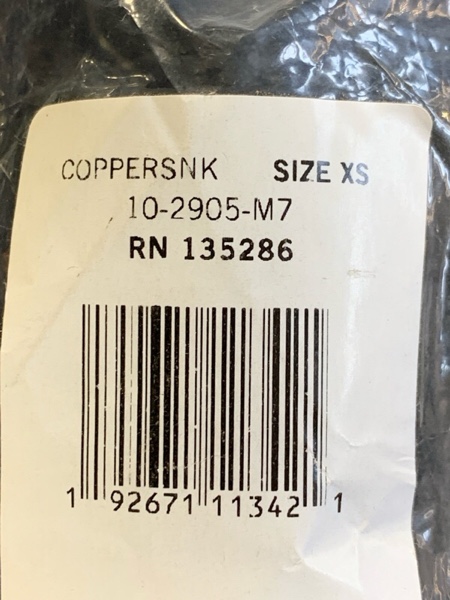 COPPERSNK SIZE XS
10-2905-M7
RN 135286
1 92671 11342 1